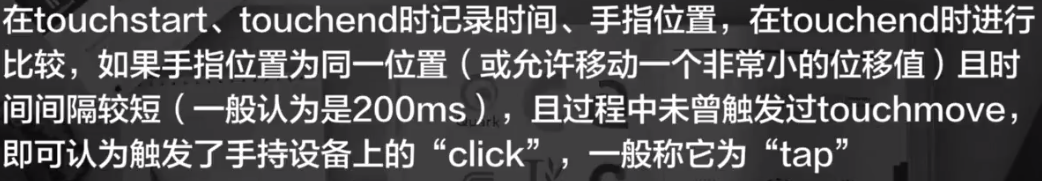 在touchstart、touchend时记录时间、手指位置，在touchend时进行
比较，如果手指位置为同一位置（或允许移动一个非常小的位移值）且时
间间隔较短（一般认为是200ms），且过程中未曾触发过touchmove，
即可认为触发了手持设备上的“click”，一般称它为“tap”